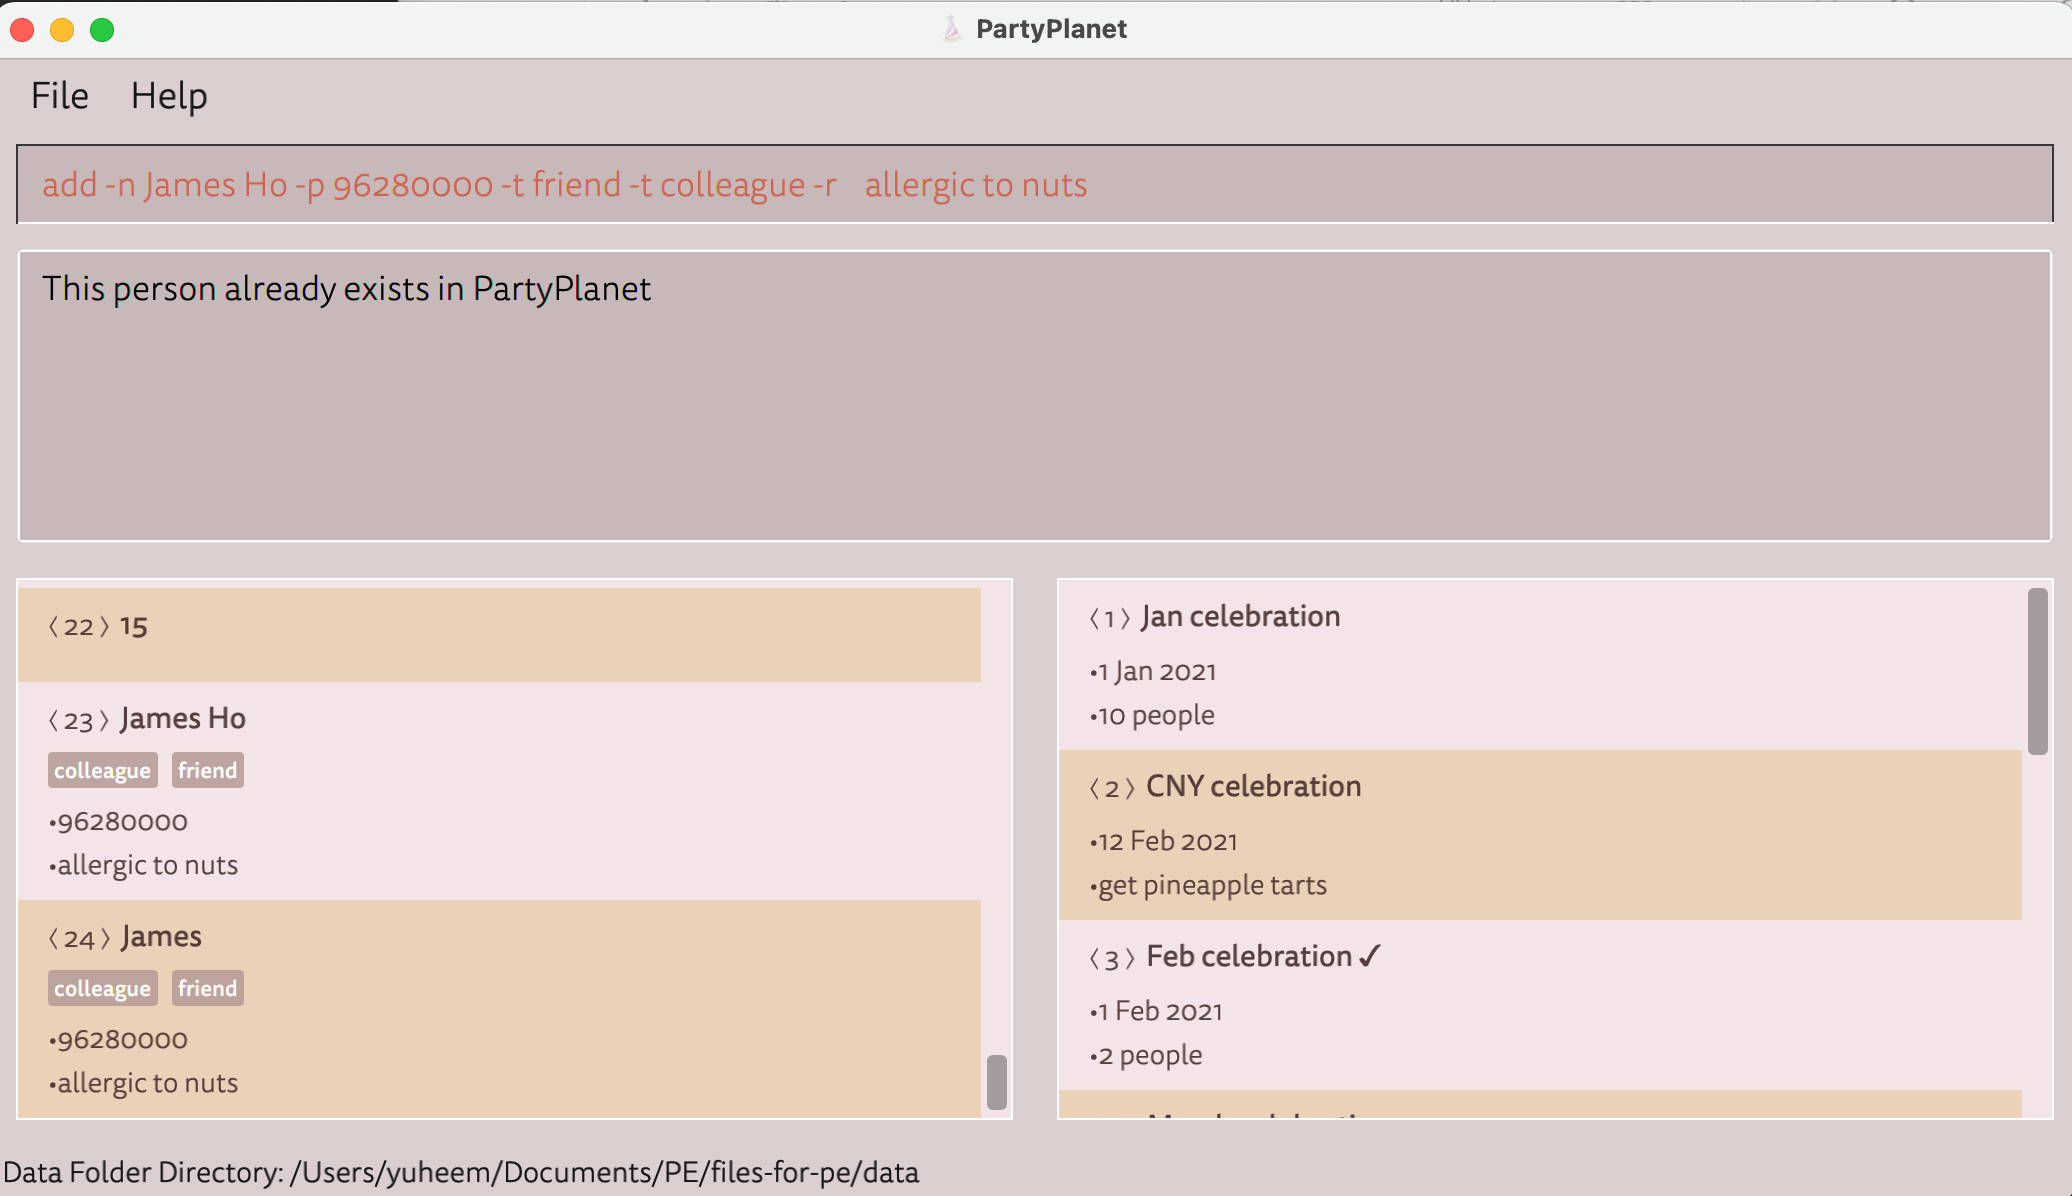 PartyPlanet
File Help
add -n James Ho -p 96280000 -t friend -t colleague -r   allergic to nuts
This person already exists in PartyPlanet
〈 22 〉 15
〈 23 〉 James Ho
colleague friend
•96280000
•allergic to nuts
〈 24 〉 James
colleague friend
•96280000
•allergic to nuts
〈 1 〉 Jan celebration
•1 Jan 2021
•10 people
〈 2 〉 CNY celebration
•12 Feb 2021
•get pineapple tarts
〈 3 〉 Feb celebration ✓
•1 Feb 2021
•2 people
Data Folder Directory: /Users/yuheem/Documents/PE/files-for-pe/data